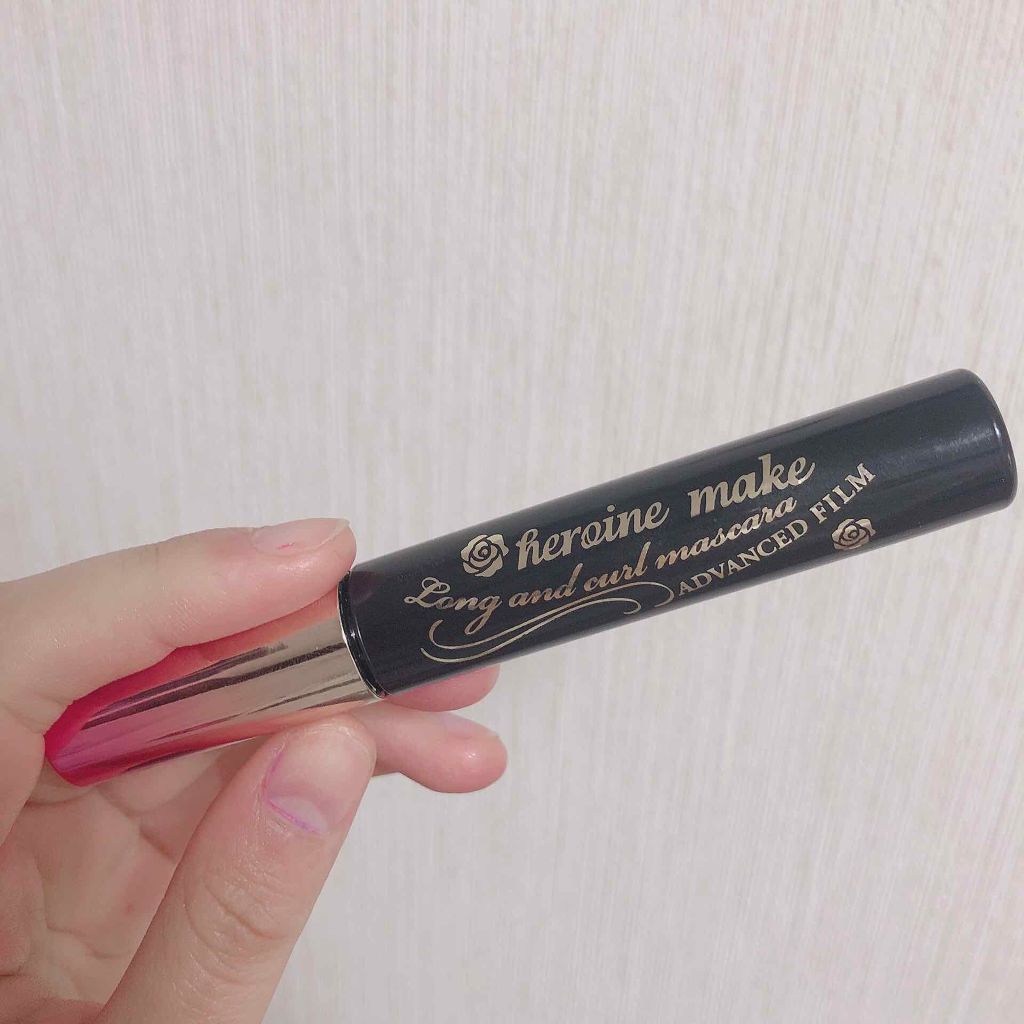 heroine make
Long and curl mascara
ADVANCED FILM